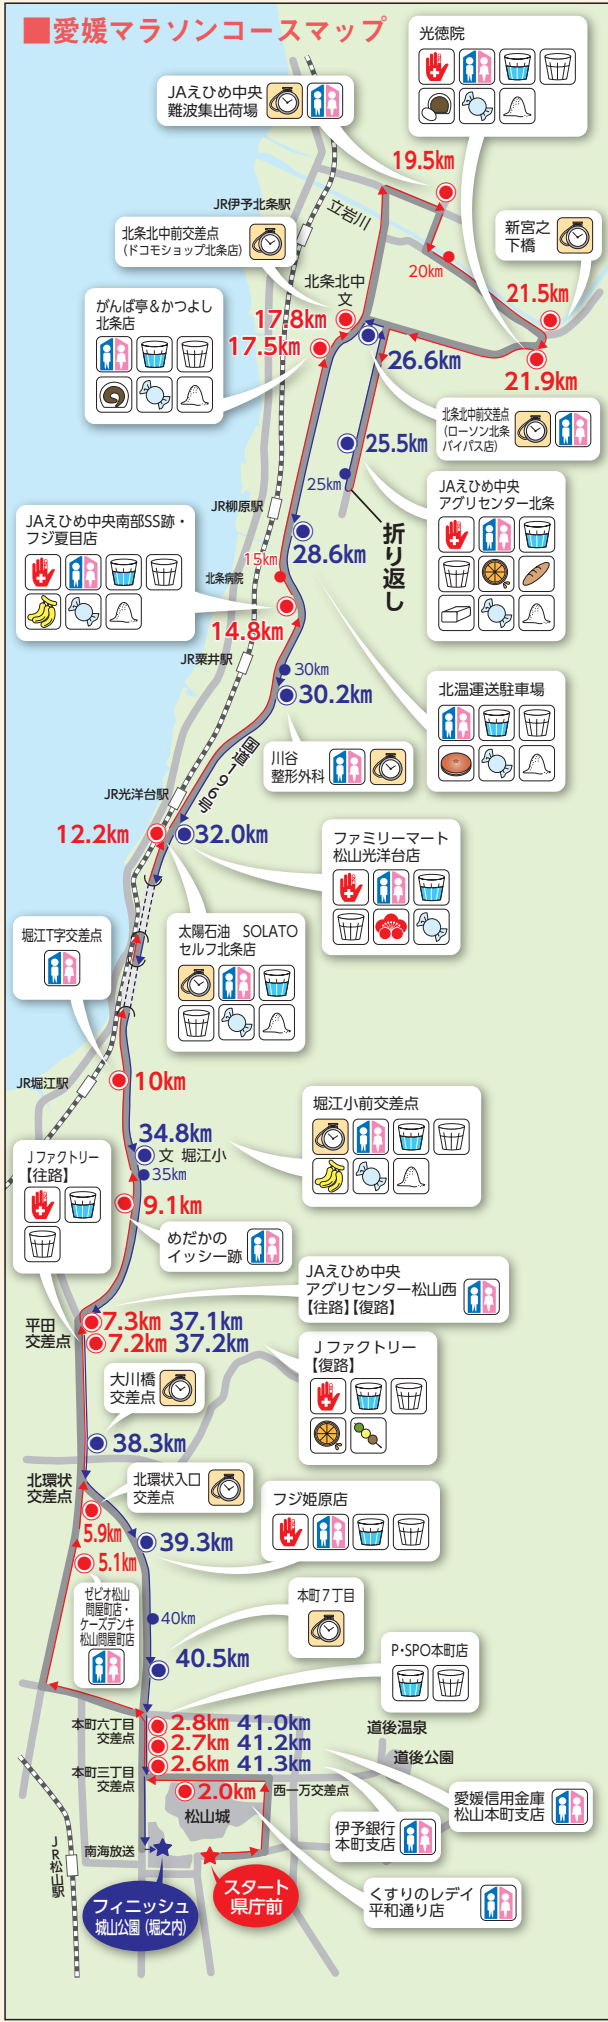 ■愛媛マラソンコースマップ
光徳院
JAえひめ中央
難波集出荷場
19.5km
JR伊予北条駅
立岩川
北条北中前交差点
(ドコモショップ北条店)
新宮之
下橋
20km
北条北中
文
21.5km
がんば亭&かつよし
北条店
17.8km
17.5km
26.6km
21.9km
北条北中前交差点
(ローソン北条
バイパス店)
25.5km
25km
JAえひめ中央
アグリセンター北条
JR柳原駅
折り返し
JAえひめ中央南部SS跡・
フジ夏目店
28.6km
15km
北条病院
14.8km
JR粟井駅
30km
30.2km
北温運送駐車場
国道196号
川谷
整形外科
JR光洋台駅
12.2km
32.0km
ファミリーマート
松山光洋台店
太陽石油 SOLATO
セルフ北条店
堀江T字交差点
JR堀江駅
10km
堀江小前交差点
34.8km
文 堀江小
35km
Jファクトリー
【往路】
9.1km
めだかの
イッシー跡
JAえひめ中央
アグリセンター松山西
【往路】【復路】
平田
交差点
7.3km 37.1km
7.2km 37.2km
Jファクトリー
【復路】
大川橋
交差点
38.3km
北環状
交差点
北環状入口
交差点
フジ姫原店
5.9km
39.3km
5.1km
ゼビオ松山
問屋町店・
ケーズデンキ
松山問屋町店
本町7丁目
40km
40.5km
P・SPO本町店
本町六丁目
交差点
2.8km 41.0km
2.7km 41.2km
2.6km 41.3km
道後温泉
道後公園
本町三丁目
交差点
2.0km
西一万交差点
松山城
愛媛信用金庫
松山本町支店
伊予銀行
本町支店
JR松山駅
南海放送
フィニッシュ
城山公園(堀之内)
スタート
県庁前
くすりのレデイ
平和通り店